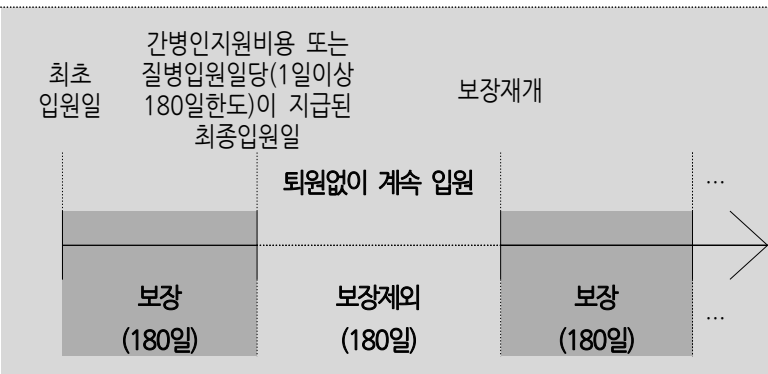 최초
입원일
간병인지원비용 또는
질병입원일당(1일이상
180일한도)이 지급된
최종입원일
보장재개
퇴원없이 계속 입원
…
보장
(180일)
보장제외
(180일)
보장
(180일)
…